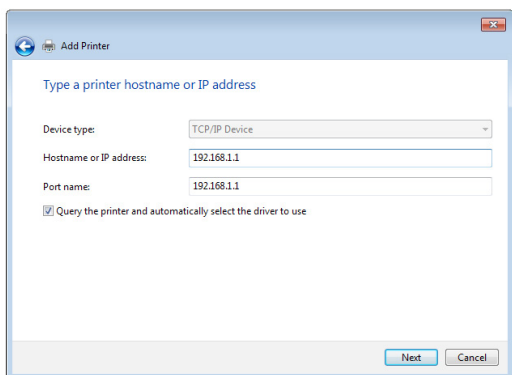 Add Printer
Type a printer hostname or IP address
Device type: TCP/IP Device
Hostname or IP address: 192.168.1.1
Port name: 192.168.1.1
Query the printer and automatically select the driver to use
Next Cancel